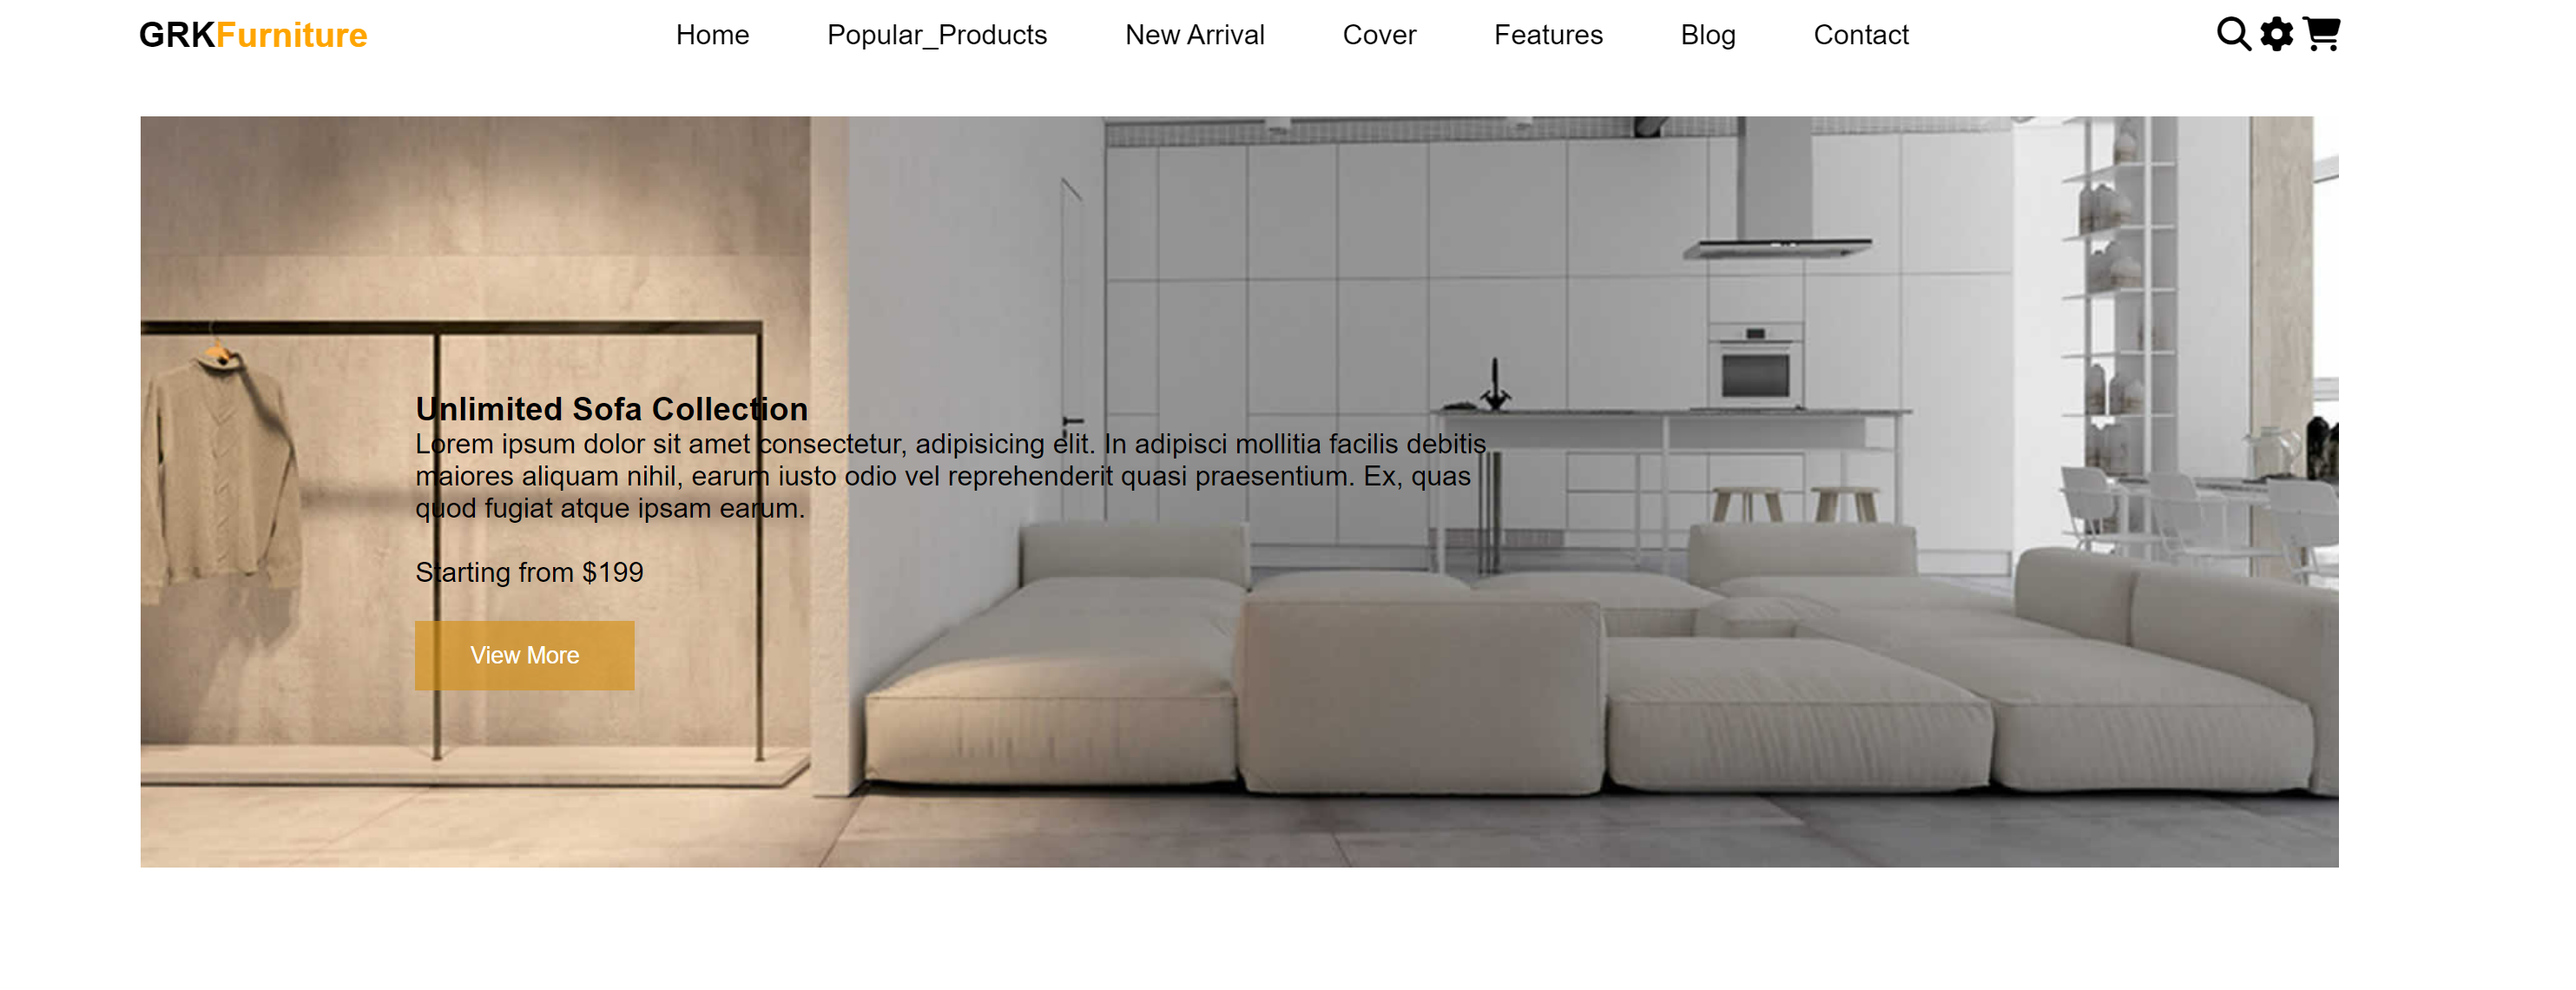 GRKFurniture
Home Popular_Products New Arrival Cover Features Blog Contact
Unlimited Sofa Collection
Lorem ipsum dolor sit amet consectetur, adipisicing elit. In adipisci mollitia facilis debitis
maiores aliquam nihil, earum iusto odio vel reprehenderit quasi praesentium. Ex, quas
quod fugiat atque ipsam earum.
Starting from $199
View More